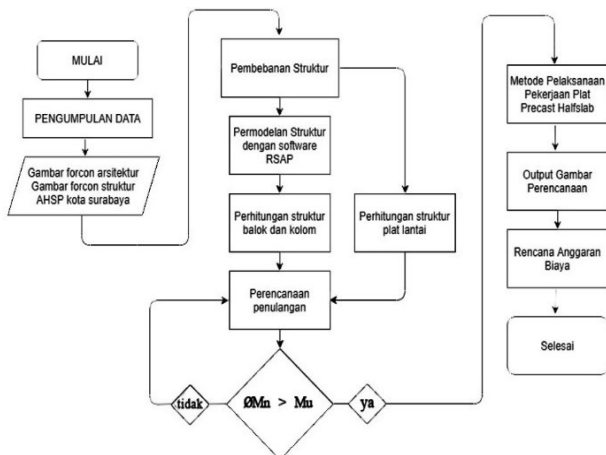 MULAI
PENGUMPULAN DATA
Gambar forcon arsitektur
Gambar forcon struktur
AHSP kota surabaya
Pembebanan Struktur
Permodelan Struktur
dengan software
RSAP
Perhitungan struktur
balok dan kolom
Perhitungan struktur
plat lantai
Perencanaan
penulangan
ØMn > Mu
tidak
ya
Metode Pelaksanaan
Pekerjaan Plat
Precast Halfslab
Output Gambar
Perencanaan
Rencana Anggaran
Biaya
Selesai